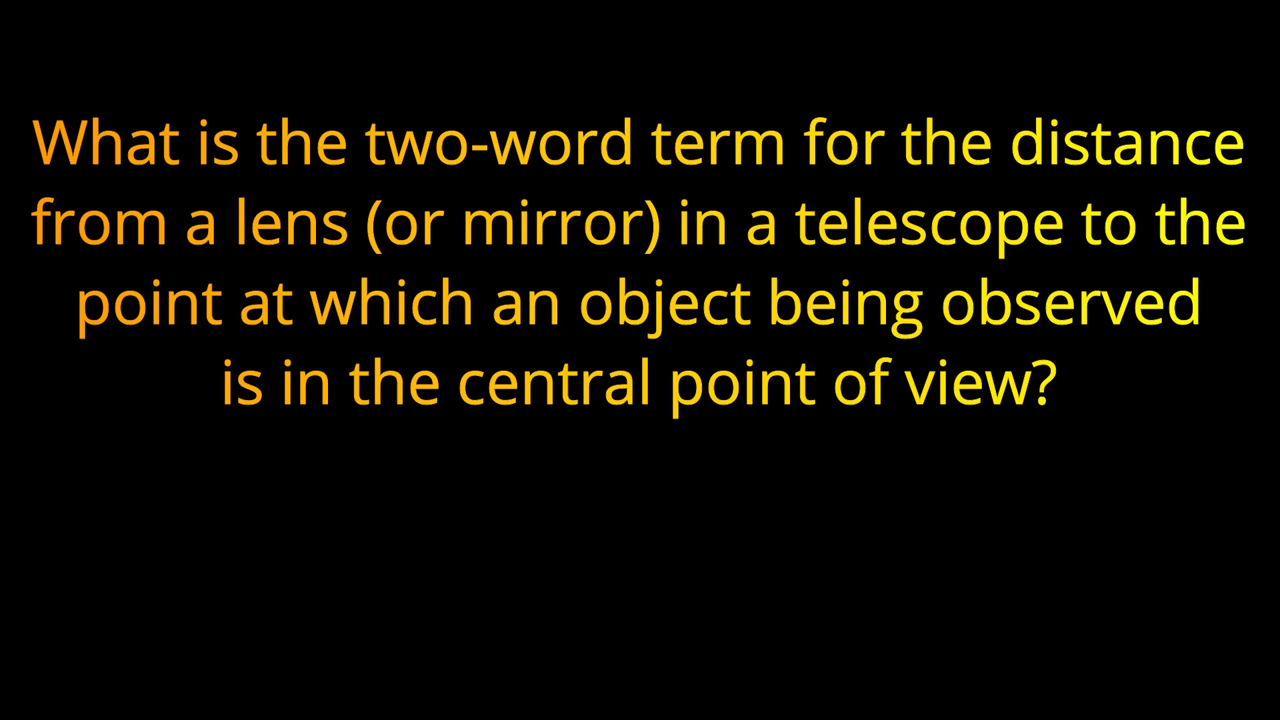 What is the two-word term for the distance
from a lens (or mirror) in a telescope to the
point at which an object being observed
is in the central point of view?